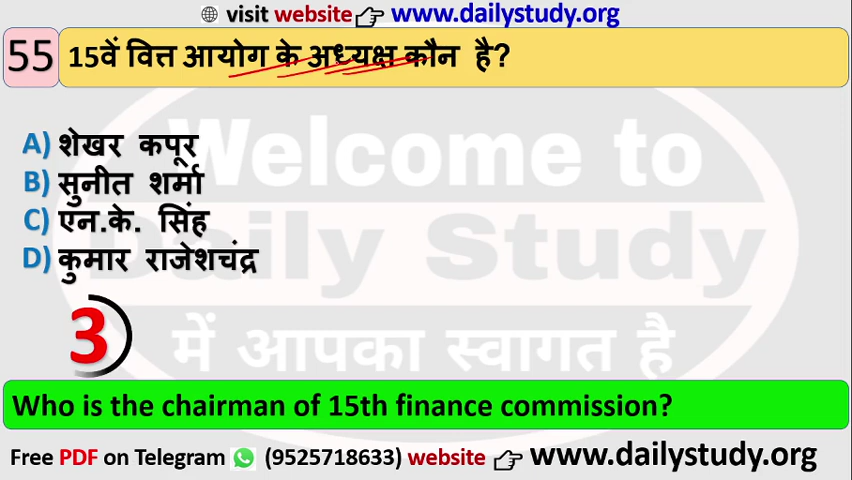 visit website www.dailystudy.org
55 15वें वित्त आयोग के अध्यक्ष कौन है?
Welcome to
Daily Study
में आपका स्वागत है
A) शेखर कपूर
B) सुनीत शर्मा
C) एन.के. सिंह
D) कुमार राजेशचंद्र
3
Who is the chairman of 15th finance commission?
Free PDF on Telegram (9525718633) website www.dailystudy.org